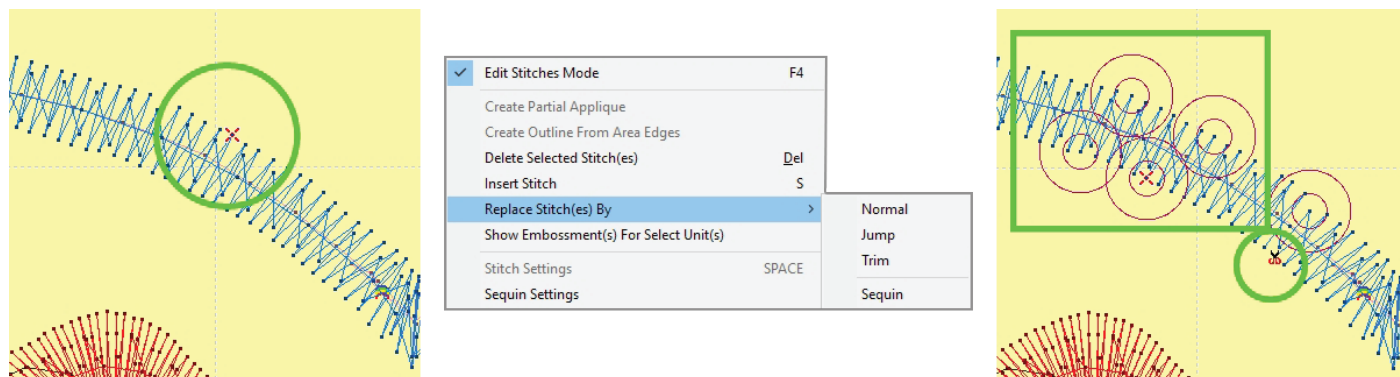 Edit Stitches Mode F4
Create Partial Applique
Create Outline From Area Edges
Delete Selected Stitch(es) Del
Insert Stitch S
Replace Stitch(es) By >
Show Embossment(s) For Select Unit(s)
Stitch Settings SPACE
Sequin Settings
Normal
Jump
Trim
Sequin